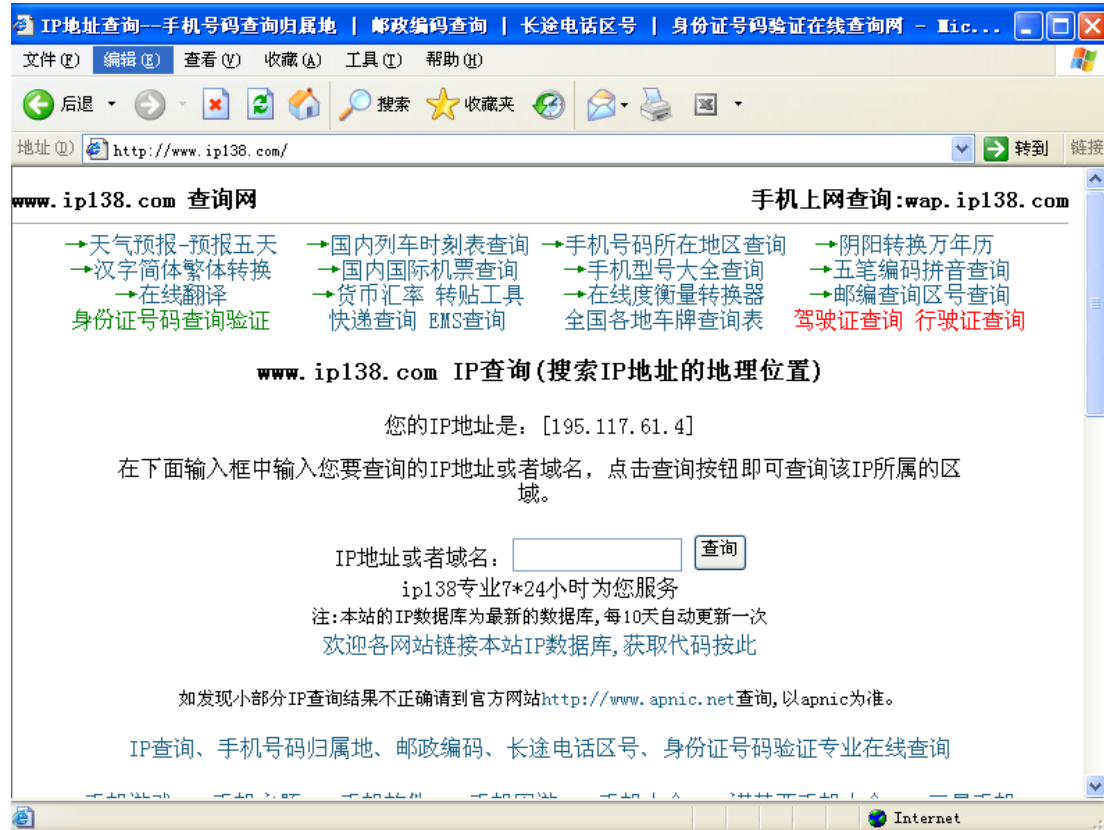 IP地址查询--手机号码查询归属地 | 邮政编码查询 | 长途电话区号 | 身份证号码验证在线查询网 - Mic...
文件(F) 编辑(E) 查看(V) 收藏(A) 工具(T) 帮助(H)
后退 搜索 收藏夹
地址(D) http://www.ip138.com/ 转到 链接
www.ip138.com 查询网 手机上网查询:wap.ip138.com
→天气预报-预报五天 →国内列车时刻表查询 →手机号码所在地区查询 →阴阳转换万年历
→汉字简体繁体转换 →国内国际机票查询 →手机型号大全查询 →五笔编码拼音查询
→在线翻译 →货币汇率 转贴工具 →在线度衡量转换器 →邮编查询区号查询
身份证号码查询验证 快递查询 EMS查询 全国各地车牌查询表 驾驶证查询 行驶证查询
www.ip138.com IP查询(搜索IP地址的地理位置)
您的IP地址是：[195.117.61.4]
在下面输入框中输入您要查询的IP地址或者域名，点击查询按钮即可查询该IP所属的区
域。
IP地址或者域名： 查询
ip138专业7*24小时为您服务
注:本站的IP数据库为最新的数据库,每10天自动更新一次
欢迎各网站链接本站IP数据库,获取代码按此
如发现小部分IP查询结果不正确请到官方网站http://www.apnic.net查询,以apnic为准。
IP查询、手机号码归属地、邮政编码、长途电话区号、身份证号码验证专业在线查询
Internet